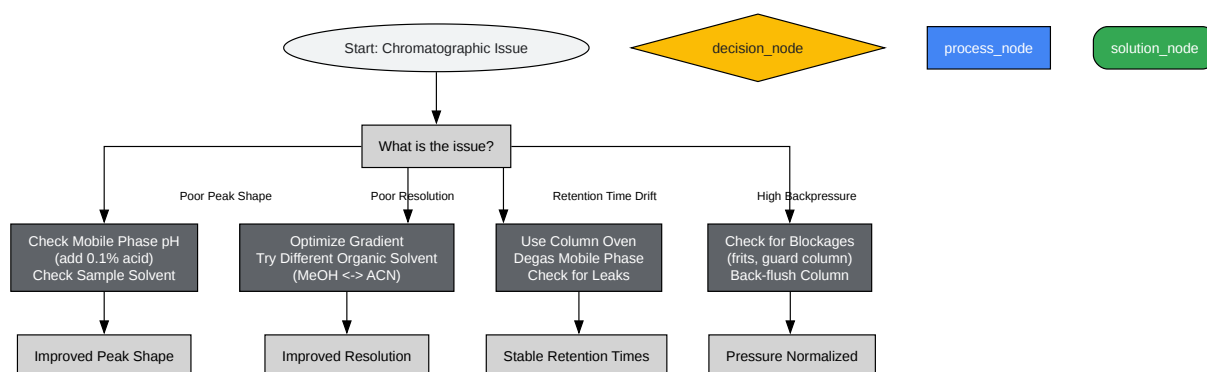 Start: Chromatographic Issue
decision_node
process_node
solution_node
What is the issue?
Poor Peak Shape
Poor Resolution
Retention Time Drift
High Backpressure
Check Mobile Phase pH
(add 0.1% acid)
Check Sample Solvent
Optimize Gradient
Try Different Organic Solvent
(MeOH <-> ACN)
Use Column Oven
Degas Mobile Phase
Check for Leaks
Check for Blockages
(frits, guard column)
Back-flush Column
Improved Peak Shape
Improved Resolution
Stable Retention Times
Pressure Normalized